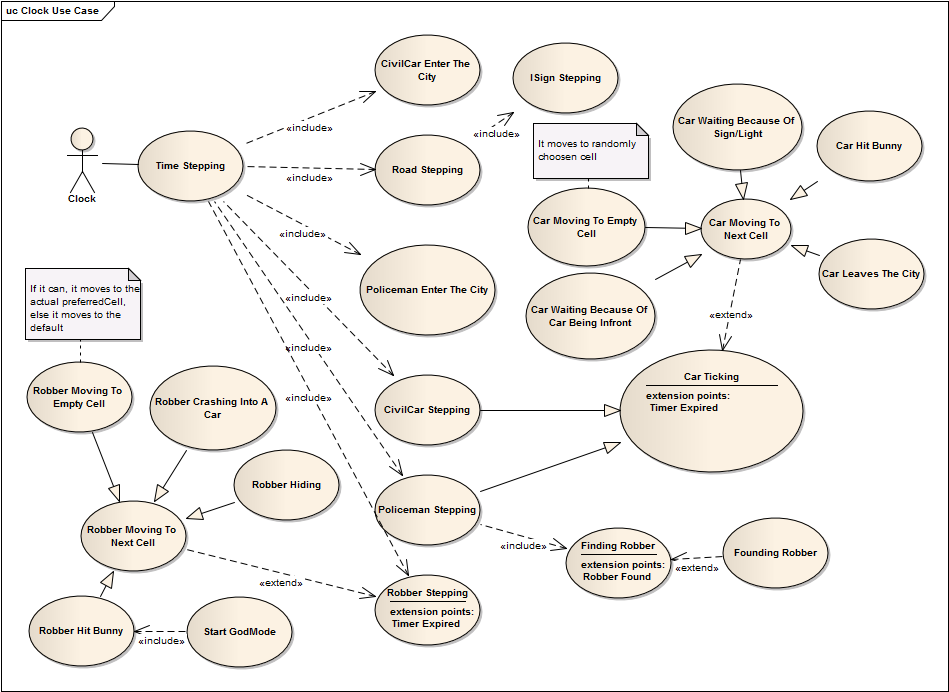 uc Clock Use Case
CivilCar Enter The
City
ISign Stepping
Car Waiting Because Of
Sign/Light
Car Hit Bunny
«include»
«include»
It moves to randomly
choosen cell
Clock
Time Stepping
«include»
Road Stepping
Car Moving To Empty
Cell
Car Moving To
Next Cell
«include»
Policeman Enter The City
Car Leaves The City
If it can, it moves to the
actual preferredCell,
else it moves to the
default
«include»
Car Waiting Because Of
Car Being Infront
«extend»
«include»
Robber Moving To
Empty Cell
Robber Crashing Into A
Car
«include»
CivilCar Stepping
Car Ticking
extension points:
Timer Expired
Robber Hiding
Policeman Stepping
Robber Moving To
Next Cell
«include»
Finding Robber
extension points:
Robber Found
Founding Robber
«extend»
«extend»
Robber Stepping
extension points:
Timer Expired
Robber Hit Bunny
Start GodMode
«include»